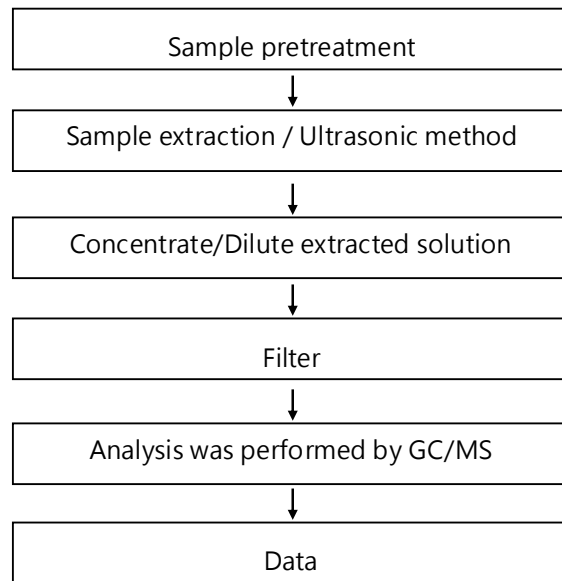 Sample pretreatment
Sample extraction / Ultrasonic method
Concentrate/Dilute extracted solution
Filter
Analysis was performed by GC/MS
Data